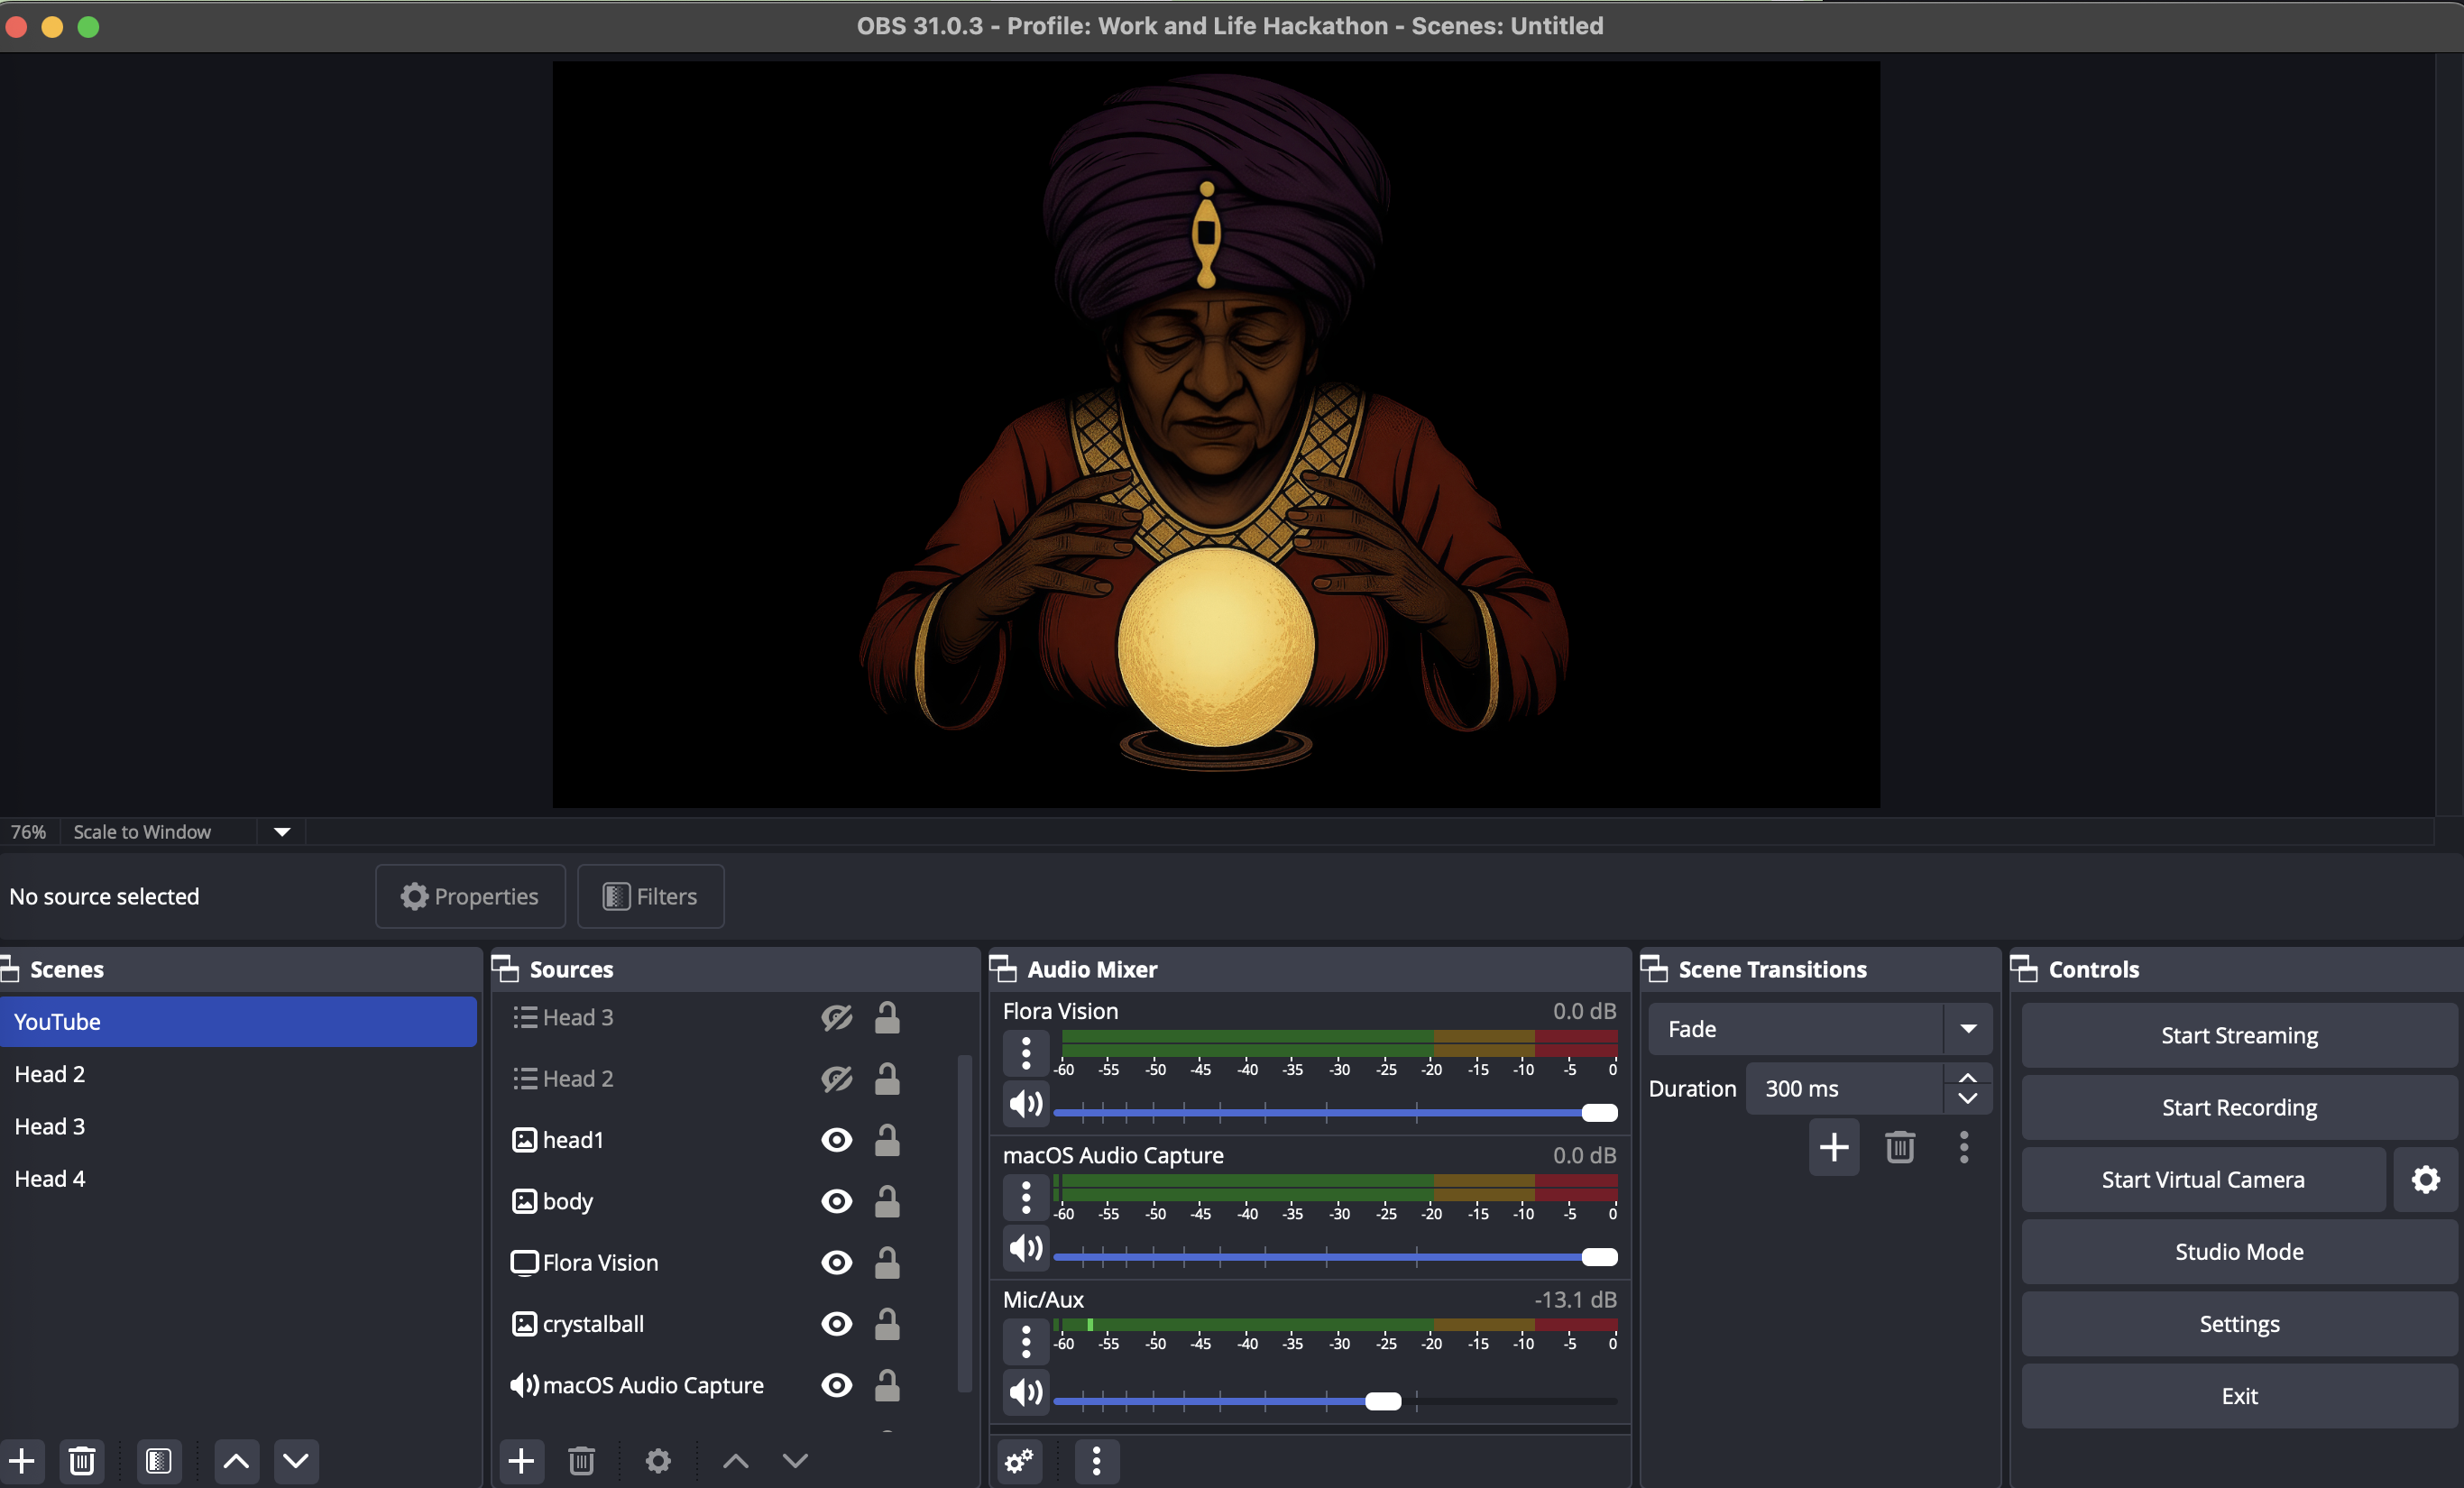 OBS 31.0.3 - Profile: Work and Life Hackathon - Scenes: Untitled
76%
Scale to Window
No source selected
Properties
Filters
Scenes
YouTube
Head 2
Head 3
Head 4
Sources
Head 3
Head 2
head1
body
Flora Vision
crystalball
macOS Audio Capture
Audio Mixer
Flora Vision 0.0 dB
-60 -55 -50 -45 -40 -35 -30 -25 -20 -15 -10 -5 0
macOS Audio Capture 0.0 dB
-60 -55 -50 -45 -40 -35 -30 -25 -20 -15 -10 -5 0
Mic/Aux -13.1 dB
-60 -55 -50 -45 -40 -35 -30 -25 -20 -15 -10 -5 0
Scene Transitions
Fade
Duration 300 ms
Controls
Start Streaming
Start Recording
Start Virtual Camera
Studio Mode
Settings
Exit